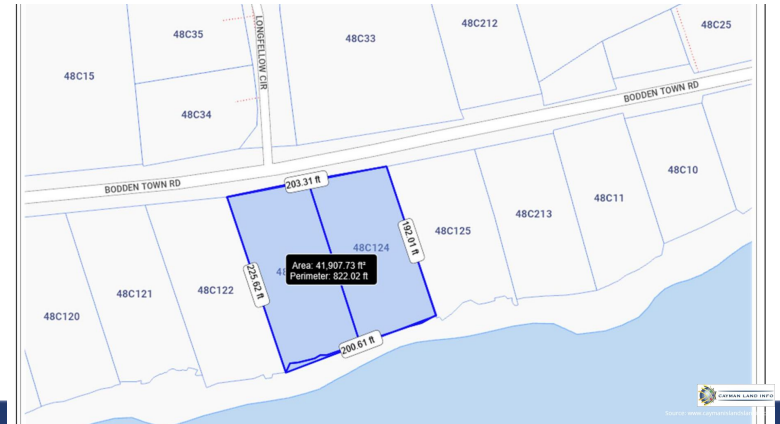 48C35
48C33
48C212
48C25
LONGFELLOW CIR
48C15
48C34
BODDEN TOWN RD
BODDEN TOWN RD
203.31 ft
48C10
48C11
48C213
48C125
48C124
192.01 ft
Area: 41,907.73 ft²
Perimeter: 822.02 ft
225.62 ft
48C122
48C121
48C120
200.61 ft
CAYMAN LAND INFO